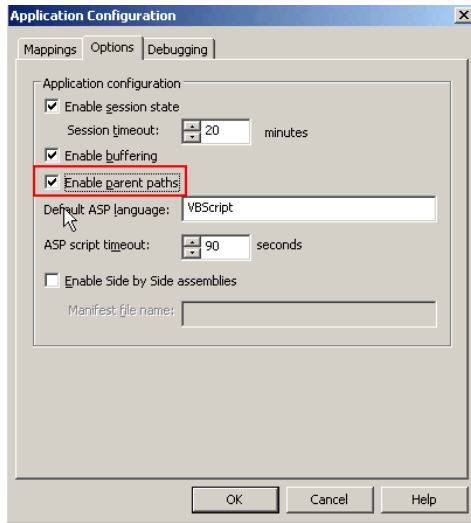 Application Configuration
Mappings Options Debugging
Application configuration
Enable session state
Session timeout: 20 minutes
Enable buffering
Enable parent paths
Default ASP language: VBScript
ASP script timeout: 90 seconds
Enable Side by Side assemblies
Manifest file name:
OK Cancel Help